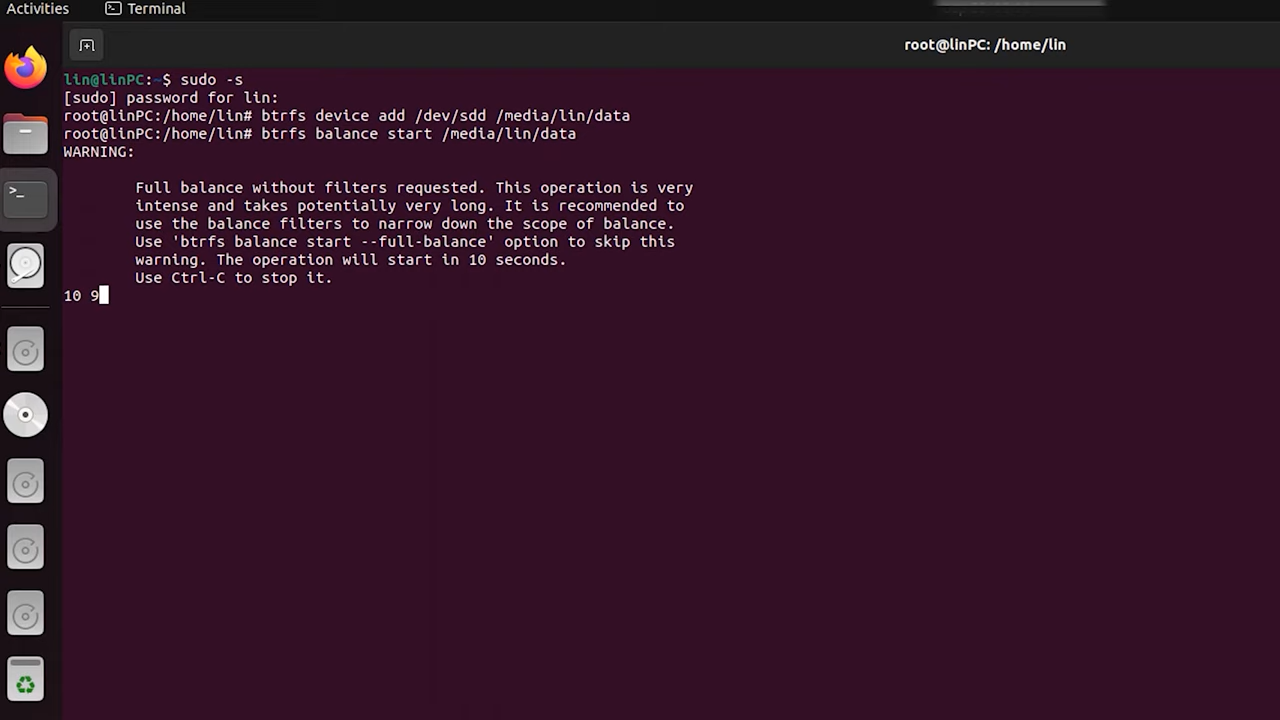 Activities
Terminal
root@linPC: /home/lin
lin@linPC:~$ sudo -s
[sudo] password for lin:
root@linPC:/home/lin# btrfs device add /dev/sdd /media/lin/data
root@linPC:/home/lin# btrfs balance start /media/lin/data
WARNING:
Full balance without filters requested. This operation is very
intense and takes potentially very long. It is recommended to
use the balance filters to narrow down the scope of balance.
Use 'btrfs balance start --full-balance' option to skip this
warning. The operation will start in 10 seconds.
Use Ctrl-C to stop it.
10 9